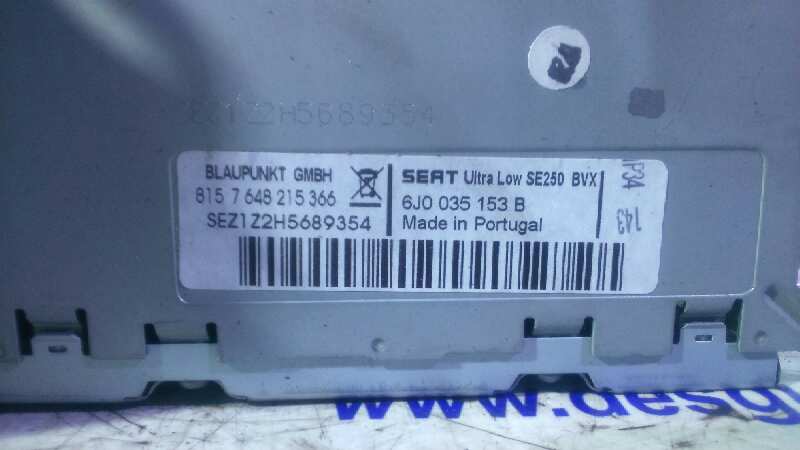 SEZ1Z2H5689354
BLAUPUNKT GMBH
815 7 648 215 366
SEZ1Z2H5689354
SEAT Ultra Low SE250 BVX
6J0 035 153 B
Made in Portugal
143
www.desg